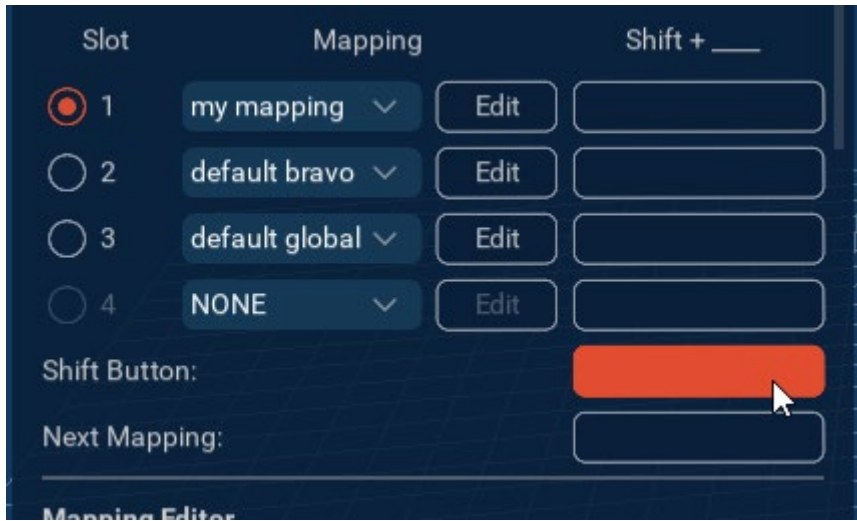 Slot Mapping Shift + ____
1 my mapping Edit
2 default bravo Edit
3 default global Edit
4 NONE Edit
Shift Button:
Next Mapping:
Mapping Editor